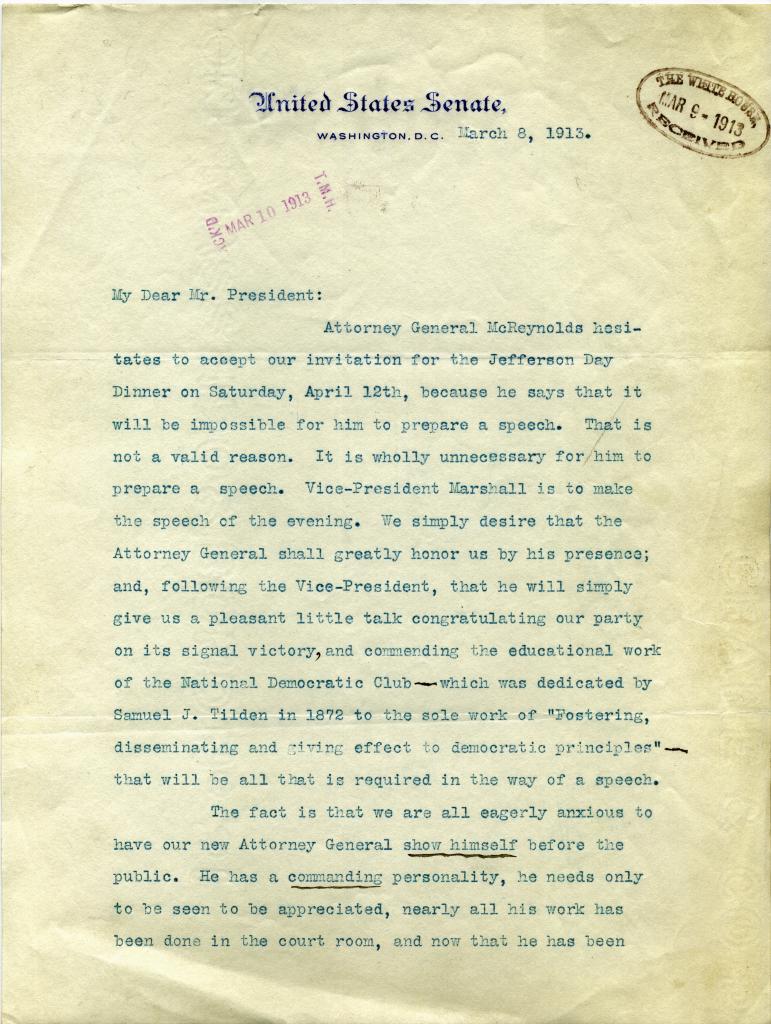 United States Senate,
WASHINGTON, D.C. March 8, 1913.
THE WHITE HOUSE,
MAR 9 - 1913
RECEIVED
ACK'D MAR 10 1913 T.M.H.
My Dear Mr. President:
Attorney General McReynolds hesi-
tates to accept our invitation for the Jefferson Day
Dinner on Saturday, April 12th, because he says that it
will be impossible for him to prepare a speech. That is
not a valid reason. It is wholly unnecessary for him to
prepare a speech. Vice-President Marshall is to make
the speech of the evening. We simply desire that the
Attorney General shall greatly honor us by his presence;
and, following the Vice-President, that he will simply
give us a pleasant little talk congratulating our party
on its signal victory, and commending the educational work
of the National Democratic Club—which was dedicated by
Samuel J. Tilden in 1872 to the sole work of "Fostering,
disseminating and giving effect to democratic principles"—
that will be all that is required in the way of a speech.
The fact is that we are all eagerly anxious to
have our new Attorney General show himself before the
public. He has a commanding personality, he needs only
to be seen to be appreciated, nearly all his work has
been done in the court room, and now that he has been